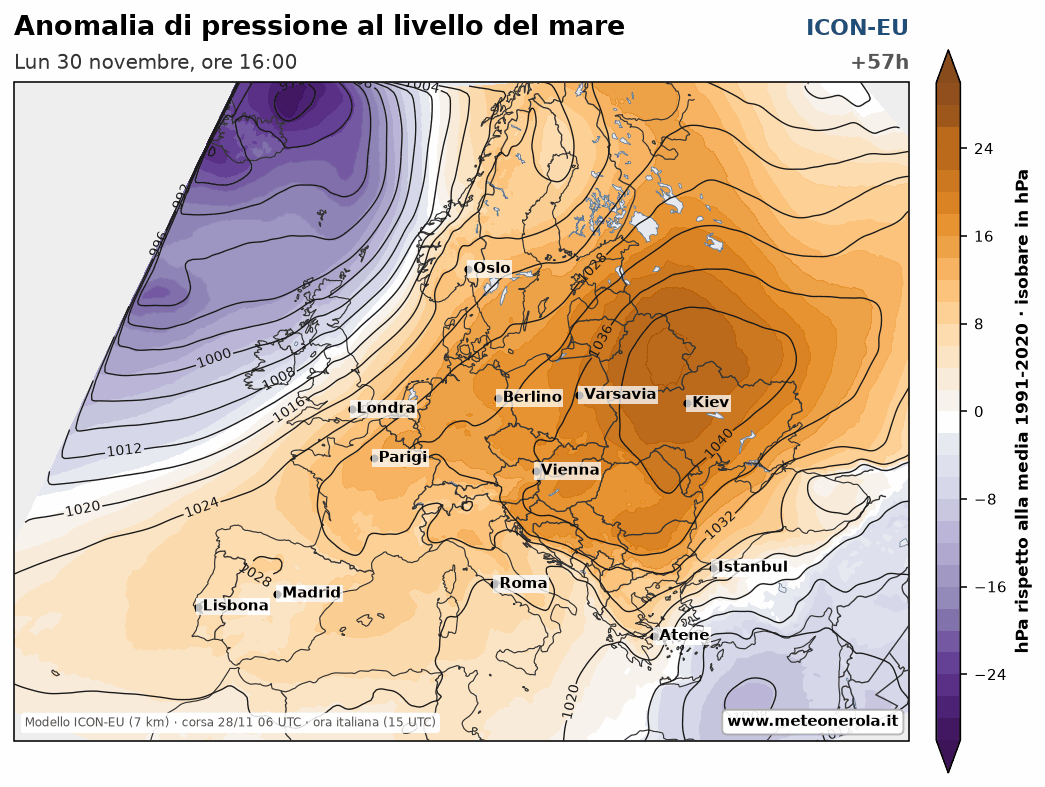 Anomalia di pressione al livello del mare
ICON-EU
Lun 30 novembre, ore 16:00
+57h
1004
992
996
1000
1008
1016
1012
1020
1024
1028
1028
1036
1040
1032
1020
Oslo
Londra
Berlino
Varsavia
Kiev
Parigi
Vienna
Istanbul
Roma
Madrid
Lisbona
Atene
Modello ICON-EU (7 km) · corsa 28/11 06 UTC · ora italiana (15 UTC)
www.meteonerola.it
24
16
8
0
−8
−16
−24
hPa rispetto alla media 1991-2020 · isobare in hPa